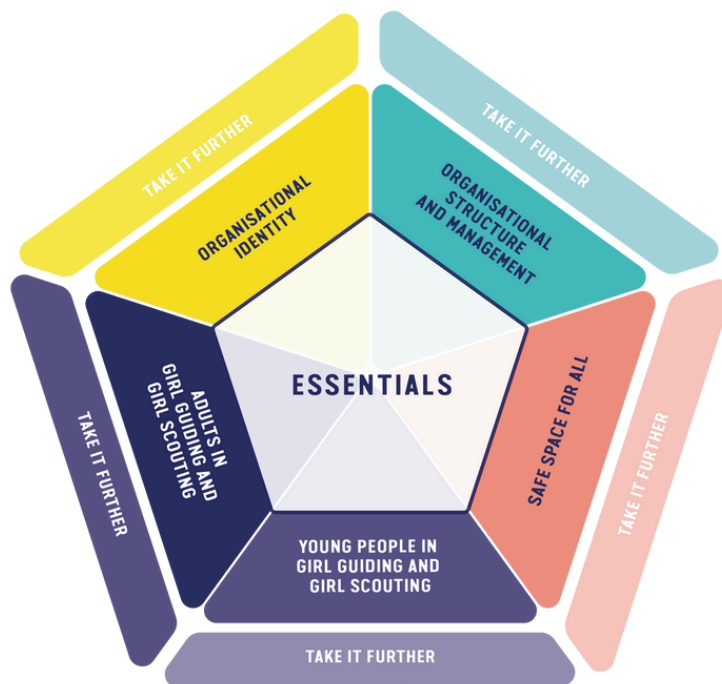 TAKE IT FURTHER
TAKE IT FURTHER
ORGANISATIONAL
IDENTITY
ORGANISATIONAL
STRUCTURE
AND MANAGEMENT
ESSENTIALS
ADULTS IN
GIRL GUIDING AND
GIRL SCOUTING
SAFE SPACE FOR ALL
TAKE IT FURTHER
TAKE IT FURTHER
YOUNG PEOPLE IN
GIRL GUIDING AND
GIRL SCOUTING
TAKE IT FURTHER